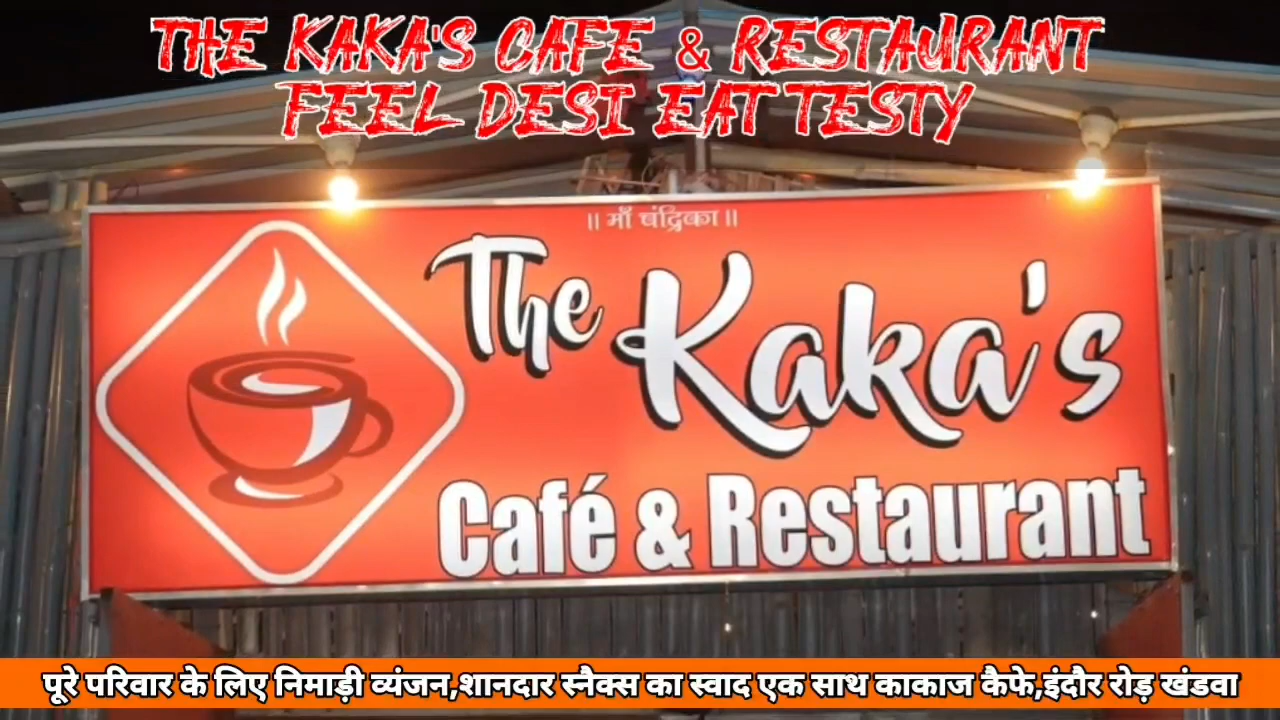 THE KAKA'S CAFE & RESTAURANT
FEEL DESI EAT TESTY
॥ माँ चंद्रिका ॥
The Kaka's
Café & Restaurant
पूरे परिवार के लिए निमाड़ी व्यंजन,शानदार स्नैक्स का स्वाद एक साथ काकाज कैफे,इंदौर रोड़ खंडवा